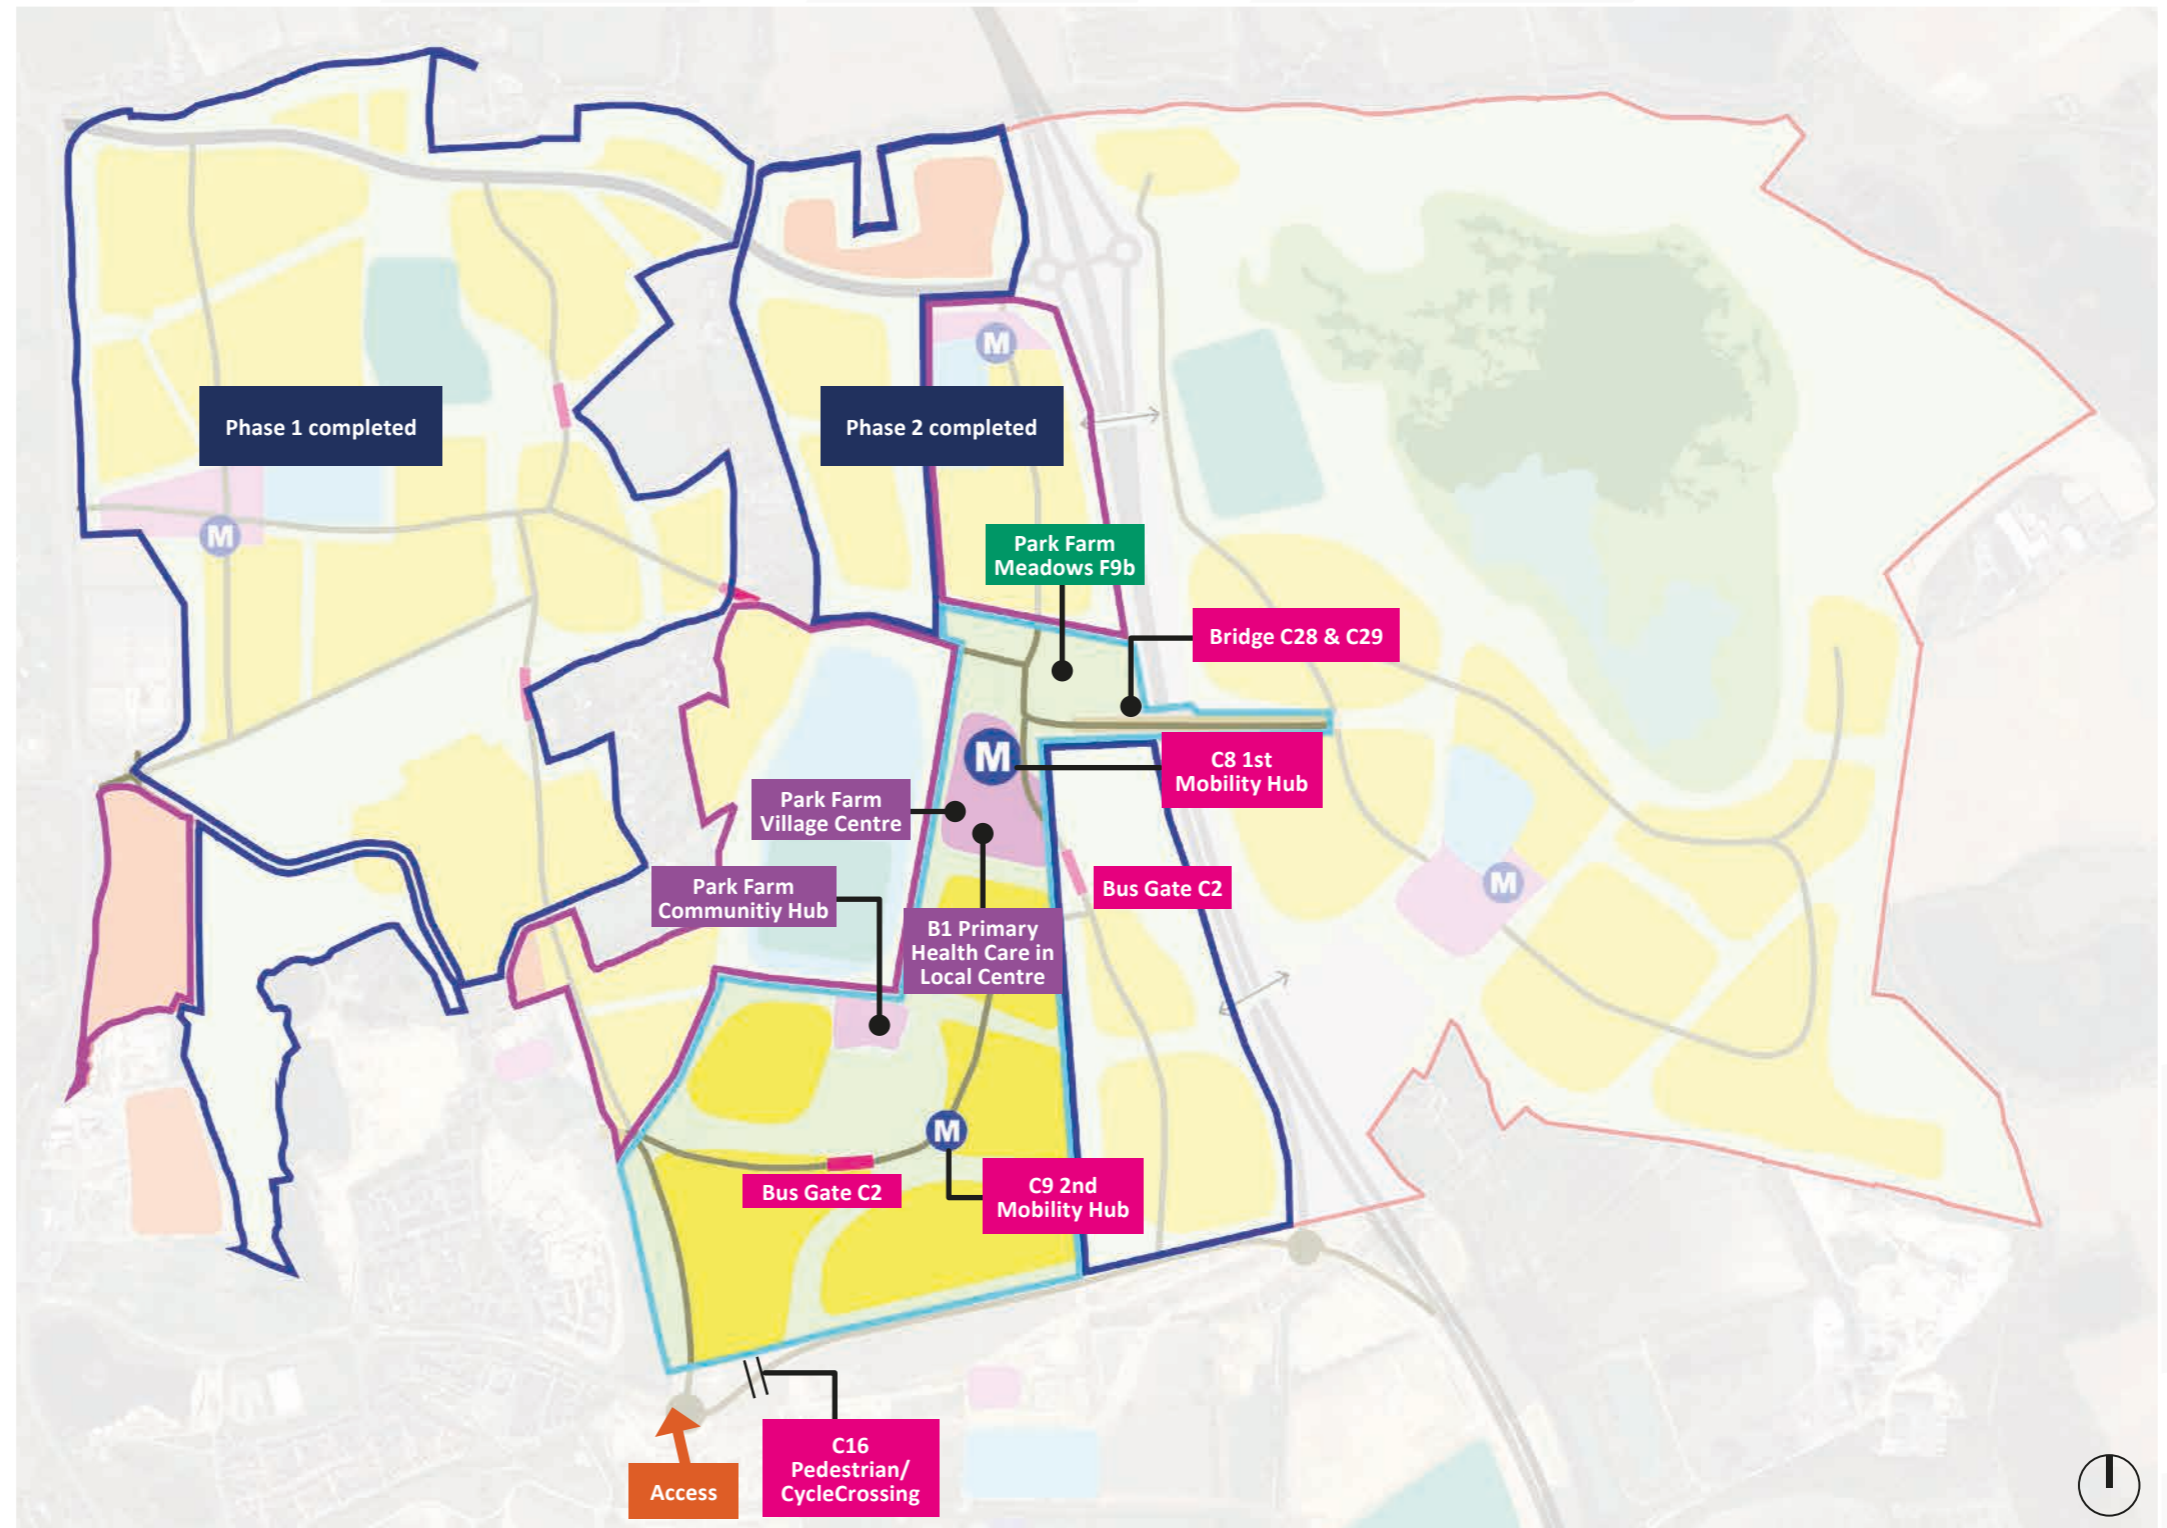 M
Phase 1 completed
Phase 2 completed
M
Park Farm
Meadows F9b
Bridge C28 & C29
M
C8 1st
Mobility Hub
Park Farm
Village Centre
Park Farm
Communitiy Hub
Bus Gate C2
M
B1 Primary
Health Care in
Local Centre
M
Bus Gate C2
C9 2nd
Mobility Hub
C16
Pedestrian/
CycleCrossing
Access